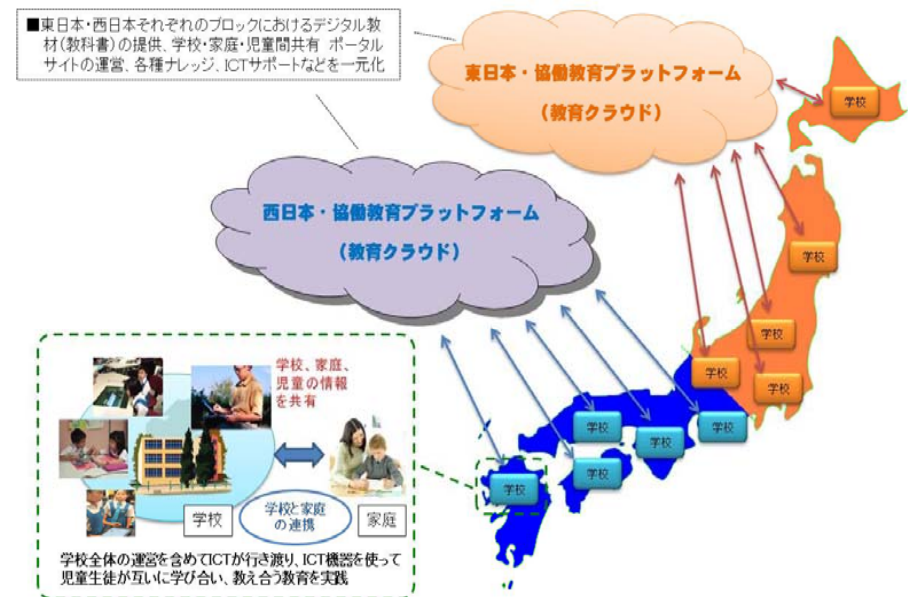 ■東日本・西日本それぞれのブロックにおけるデジタル教
材(教科書)の提供、学校・家庭・児童間共有 ポータル
サイトの運営、各種ナレッジ、ICTサポートなどを一元化
東日本・協働教育プラットフォーム
(教育クラウド)
学校
西日本・協働教育プラットフォーム
(教育クラウド)
学校
学校
学校
学校
学校
学校
学校
学校
学校
学校
学校、家庭、
児童の情報
を共有
学校
学校と家庭
の連携
家庭
学校全体の運営を含めてICTが行き渡り、ICT機器を使って
児童生徒が互いに学び合い、教え合う教育を実践